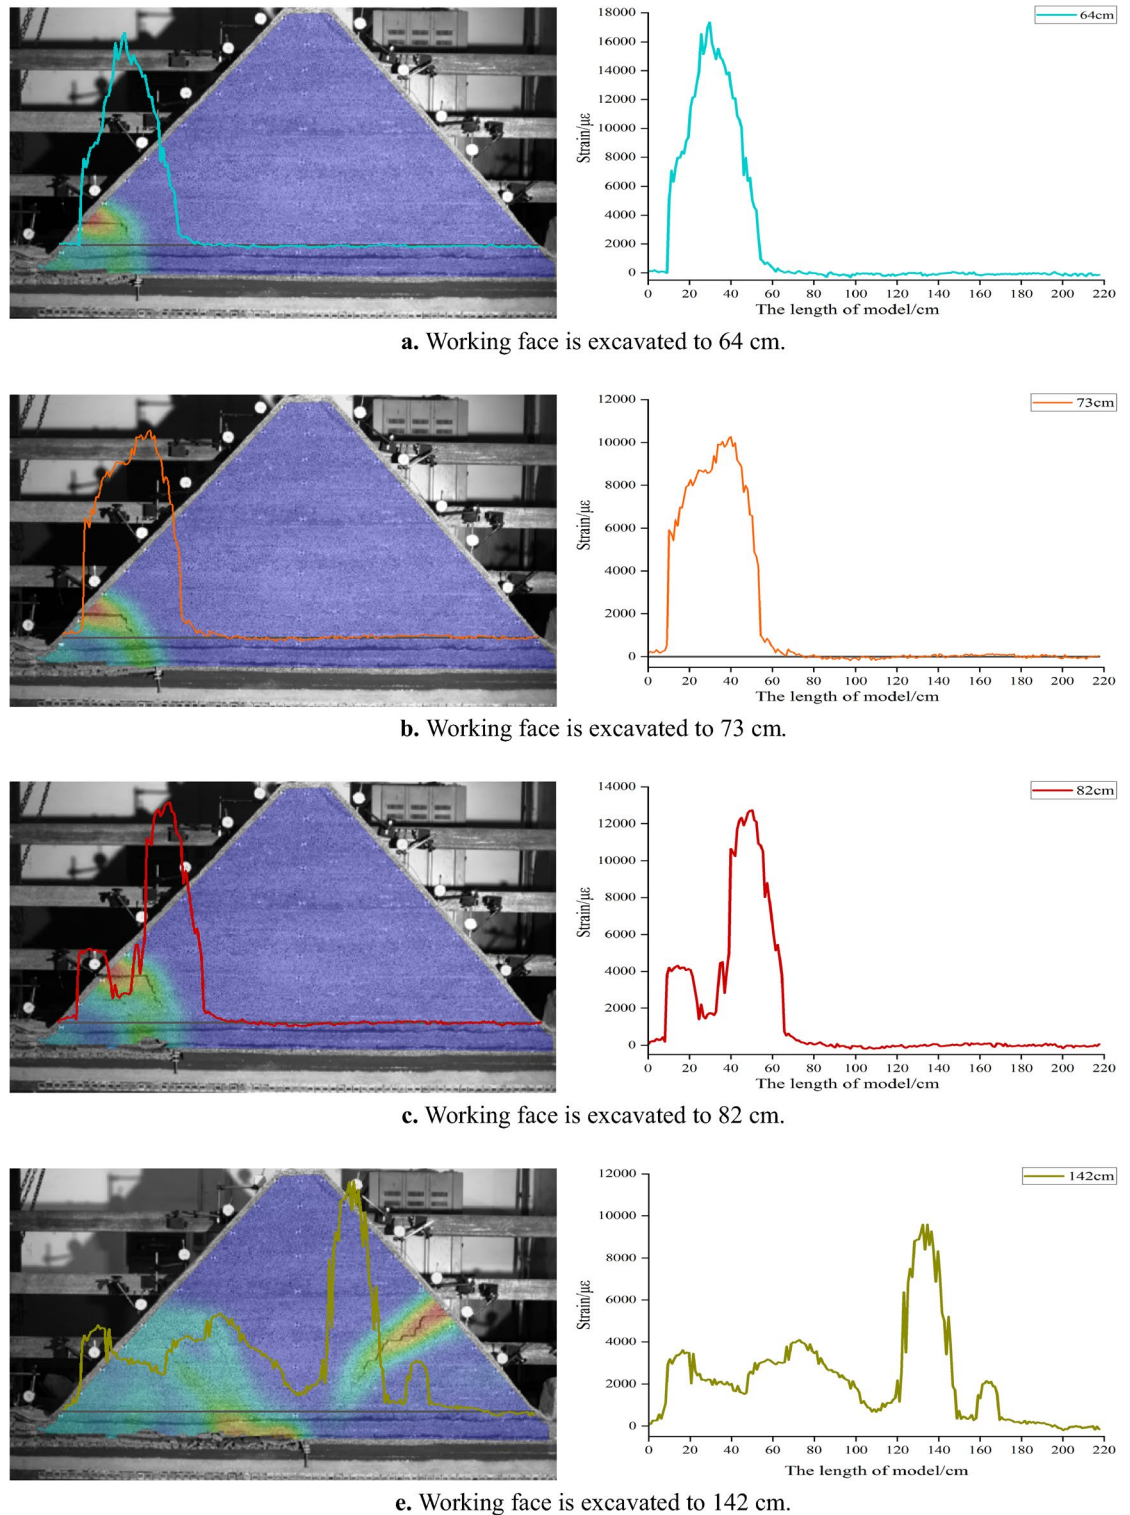 64cm
18000
16000
14000
12000
10000
8000
6000
4000
2000
0
Strain/με
0 20 40 60 80 100 120 140 160 180 200 220
The length of model/cm
a. Working face is excavated to 64 cm.
73cm
12000
10000
8000
6000
4000
2000
0
Strain/με
0 20 40 60 80 100 120 140 160 180 200 220
The length of model/cm
b. Working face is excavated to 73 cm.
82cm
14000
12000
10000
8000
6000
4000
2000
0
Strain/με
0 20 40 60 80 100 120 140 160 180 200 220
The length of model/cm
c. Working face is excavated to 82 cm.
142cm
12000
10000
8000
6000
4000
2000
0
Strain/με
0 20 40 60 80 100 120 140 160 180 200 220
The length of model/cm
e. Working face is excavated to 142 cm.